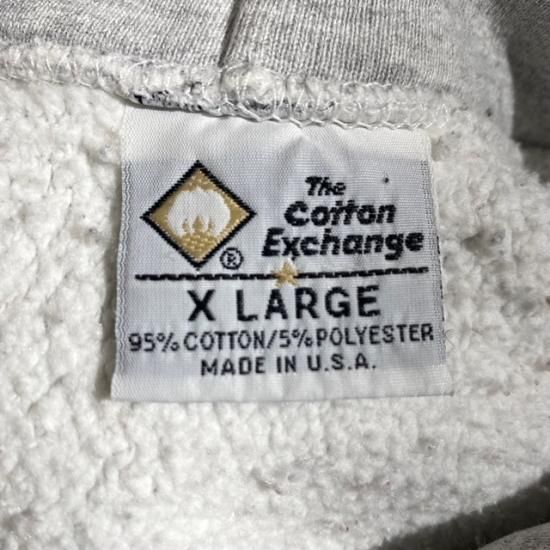 The
Cotton
Exchange
®
X LARGE
95% COTTON/5% POLYESTER
MADE IN U.S.A.